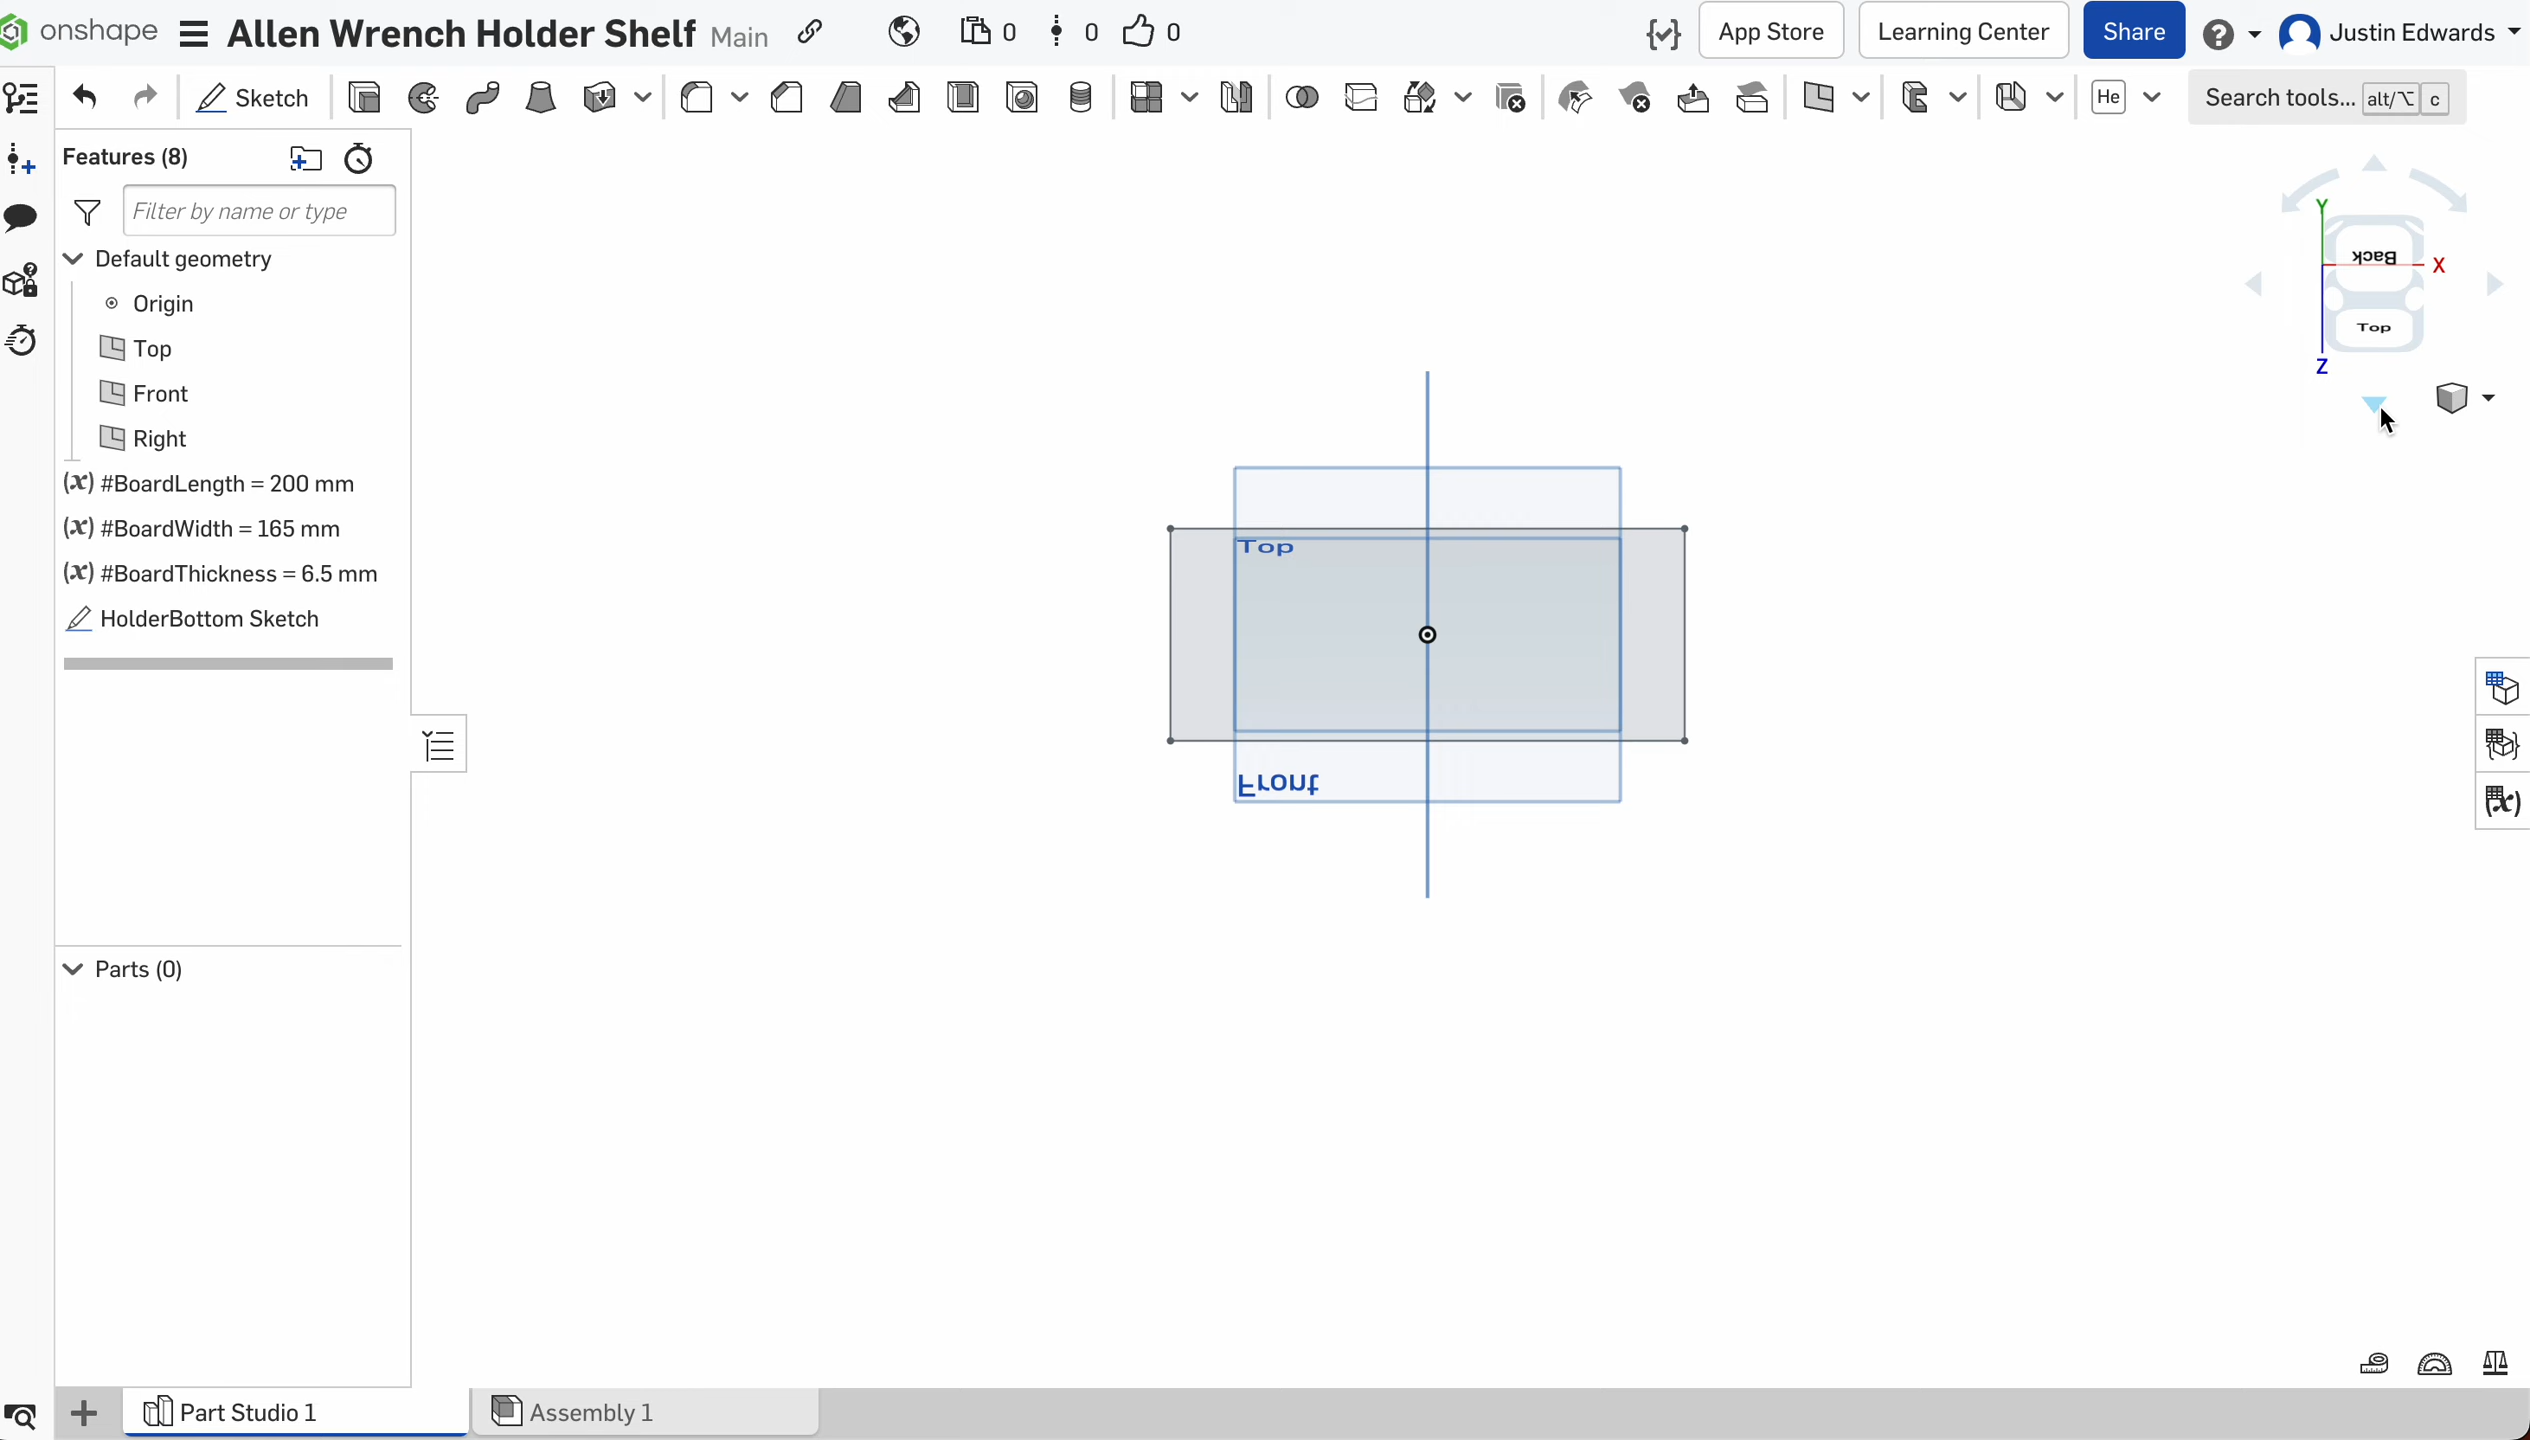 onshape Allen Wrench Holder Shelf Main 0 0 0 App Store Learning Center Share Justin Edwards
Sketch He Search tools... alt/⌥ c
Features (8)
Filter by name or type
Default geometry
Origin
Top
Front
Right
(x) #BoardLength = 200 mm
(x) #BoardWidth = 165 mm
(x) #BoardThickness = 6.5 mm
HolderBottom Sketch
Parts (0)
Top
Front
Y
Back
X
Top
Z
(x)
Part Studio 1
Assembly 1